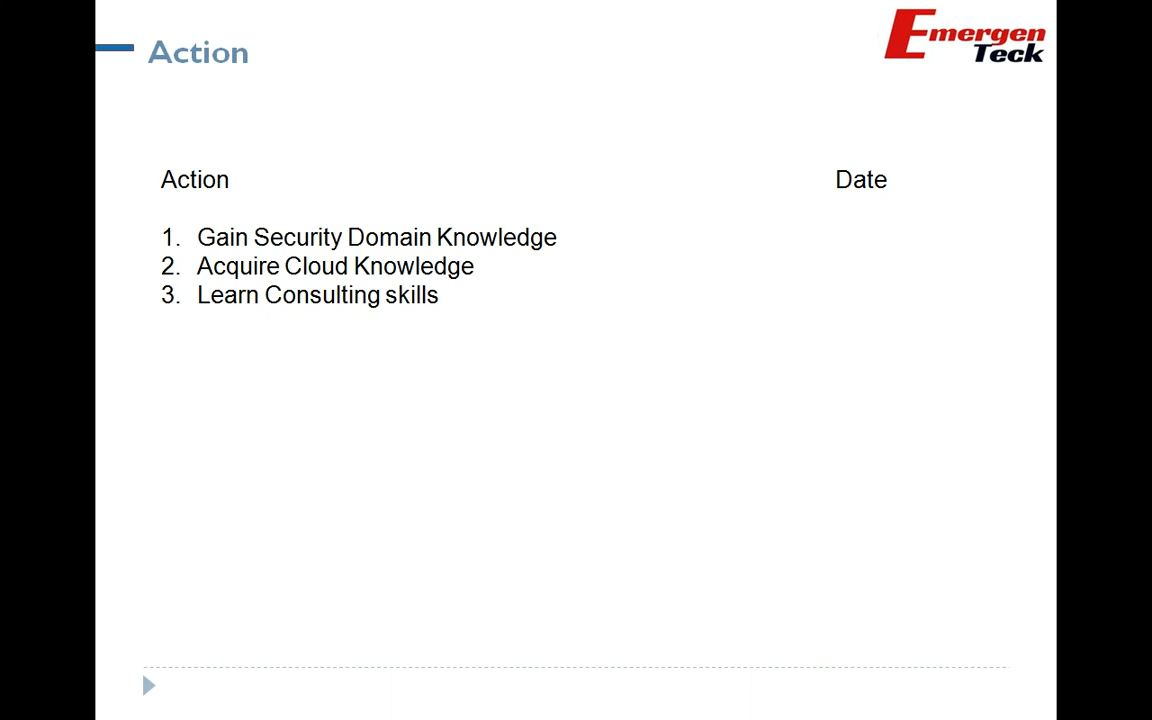 Action
Emergen
Teck
Action Date
1. Gain Security Domain Knowledge
2. Acquire Cloud Knowledge
3. Learn Consulting skills